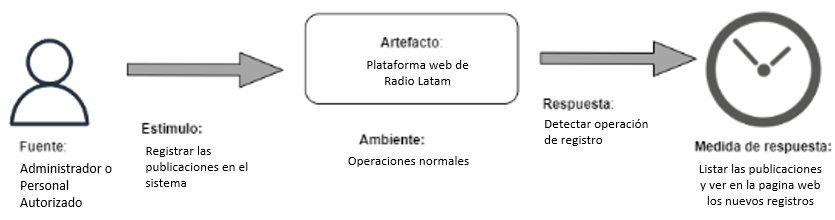 Fuente:
Administrador o
Personal
Autorizado
Estimulo:
Registrar las
publicaciones en el
sistema
Artefacto:
Plataforma web de
Radio Latam
Ambiente:
Operaciones normales
Respuesta:
Detectar operación
de registro
Medida de respuesta:
Listar las publicaciones
y ver en la pagina web
los nuevos registros